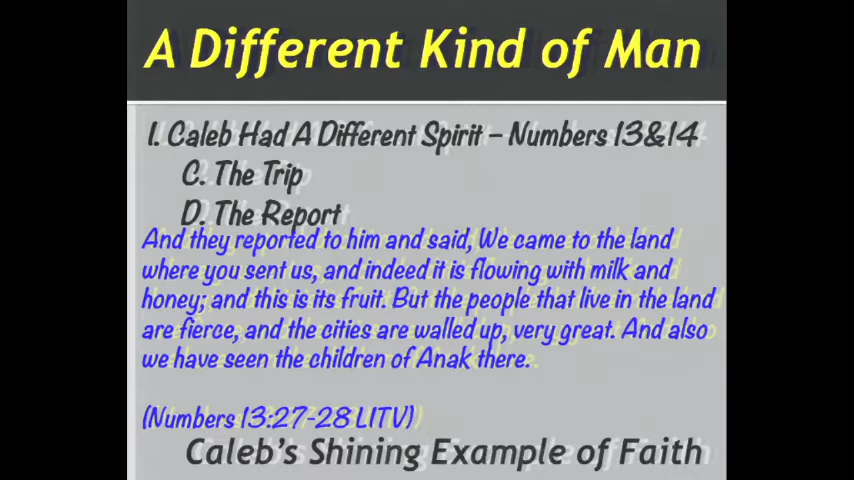 A Different Kind of Man
I. Caleb Had A Different Spirit – Numbers 13&14
C. The Trip
D. The Report
And they reported to him and said, We came to the land
where you sent us, and indeed it is flowing with milk and
honey; and this is its fruit. But the people that live in the land
are fierce, and the cities are walled up, very great. And also
we have seen the children of Anak there.
(Numbers 13:27-28 LITV)
Caleb's Shining Example of Faith